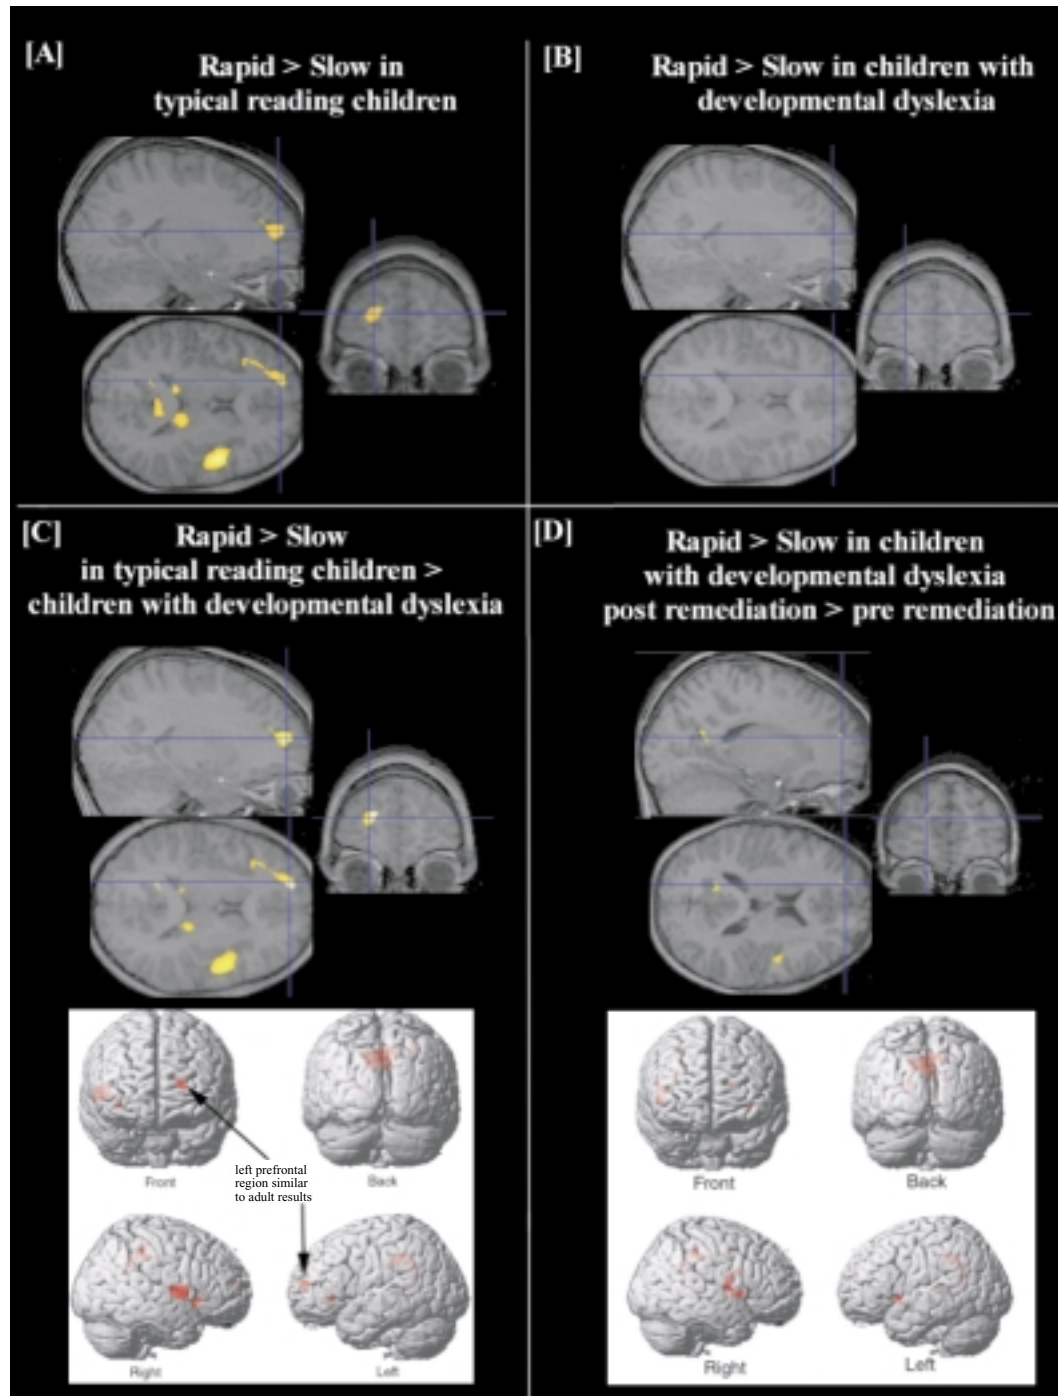 [A]
Rapid > Slow in
typical reading children
[B]
Rapid > Slow in children with
developmental dyslexia
[C]
Rapid > Slow
in typical reading children >
children with developmental dyslexia
[D]
Rapid > Slow in children
with developmental dyslexia
post remediation > pre remediation
left prefrontal
region similar
to adult results
Front
Back
Right
Left
Front
Back
Right
Left